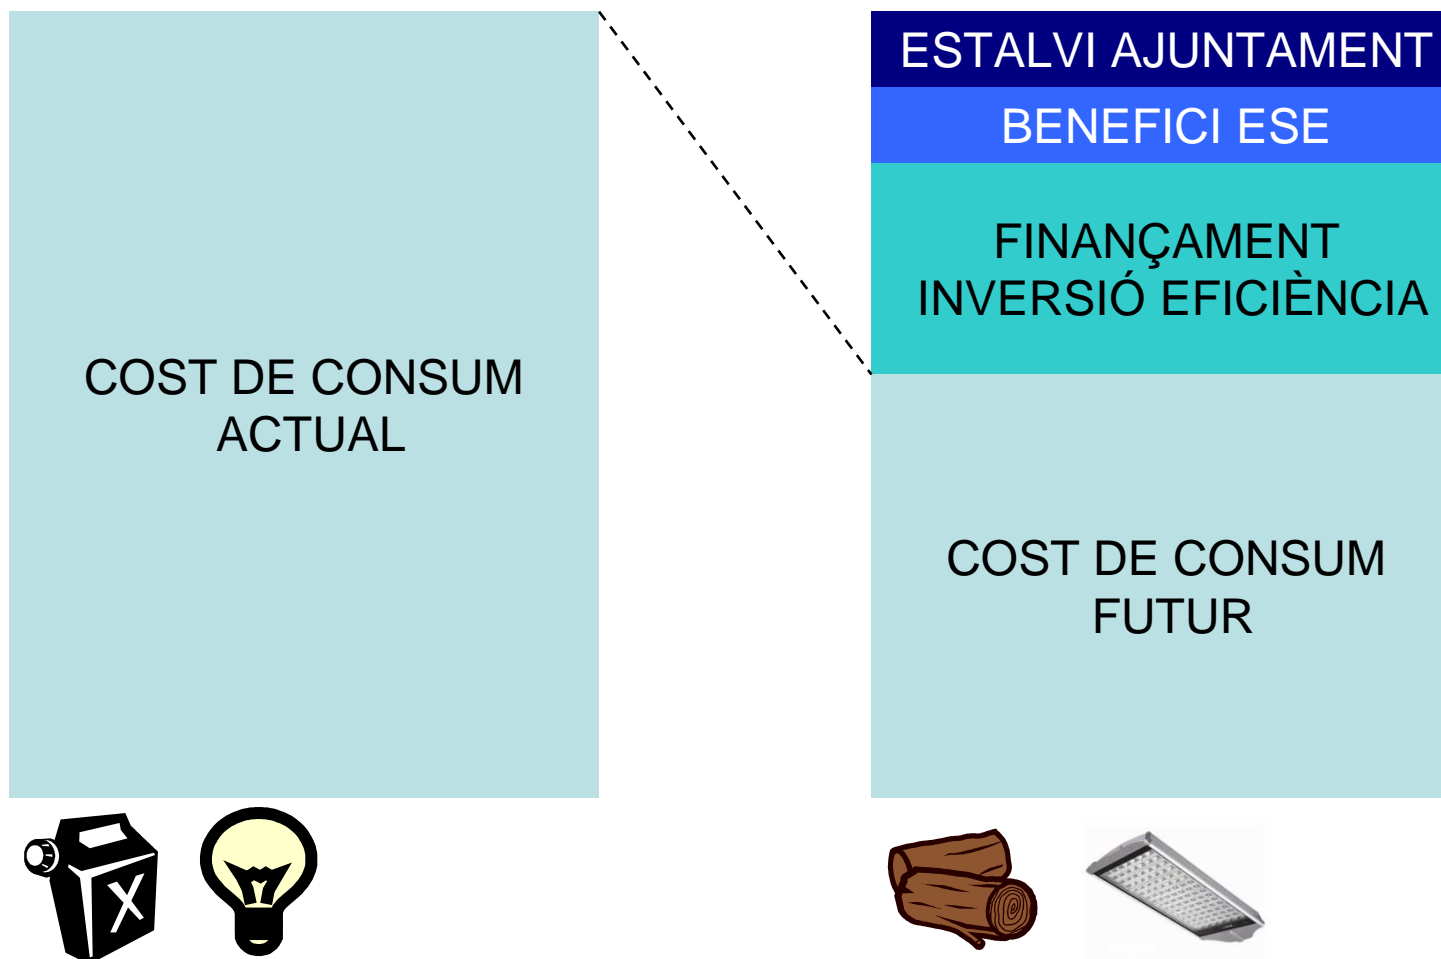 COST DE CONSUM
ACTUAL
ESTALVI AJUNTAMENT
BENEFICI ESE
FINANÇAMENT
INVERSIÓ EFICIÈNCIA
COST DE CONSUM
FUTUR
X